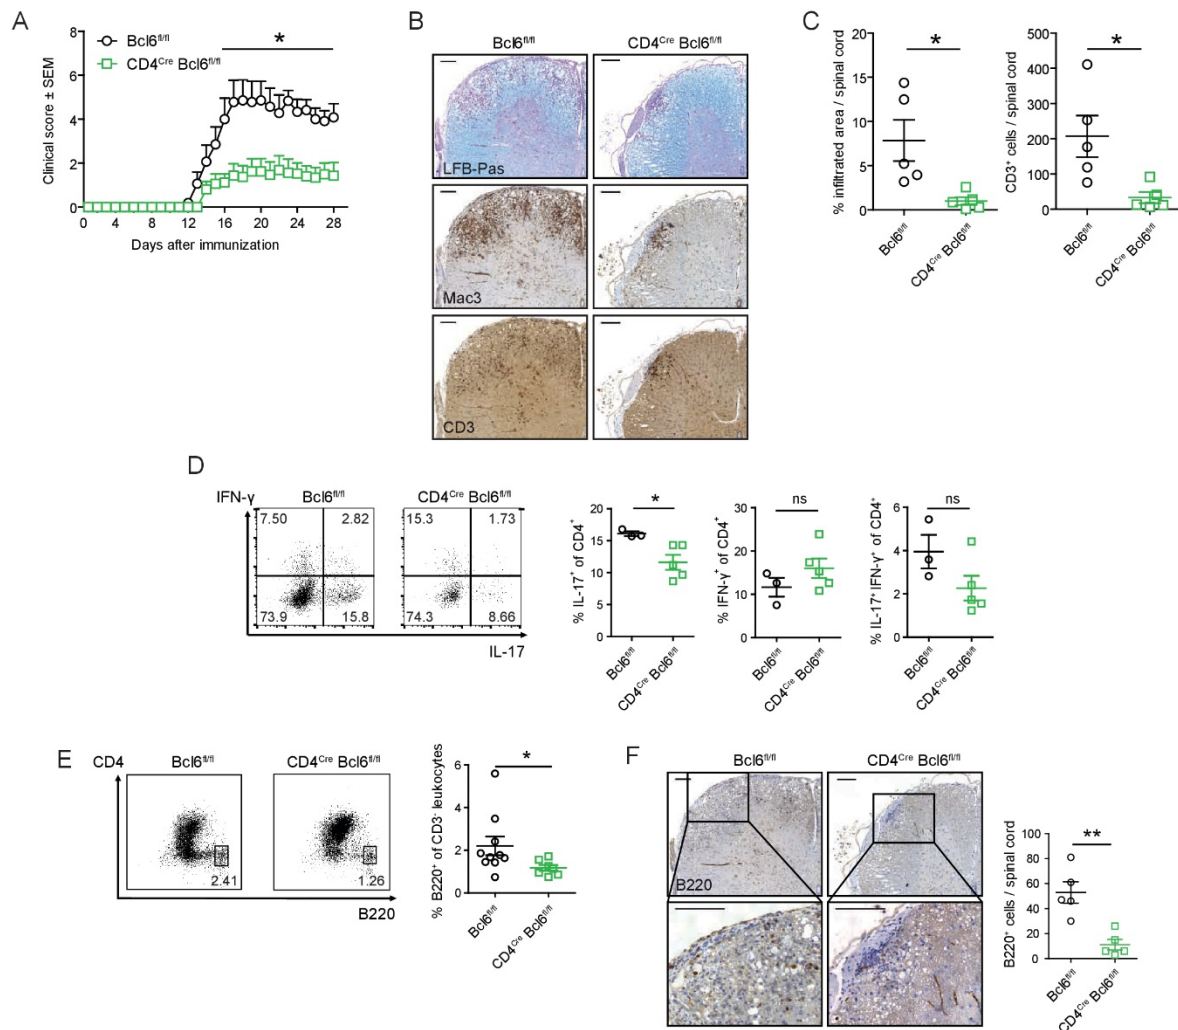 A
Bcl6fl/fl
CD4Cre Bcl6fl/fl
*
Clinical score ± SEM
8
6
4
2
0
0 4 8 12 16 20 24 28
Days after immunization
B
Bcl6fl/fl CD4Cre Bcl6fl/fl
LFB-Pas
Mac3
CD3
C
% infiltrated area / spinal cord
20
15
10
5
0
*
Bcl6fl/fl
CD4Cre Bcl6fl/fl
CD3+ cells / spinal cord
500
400
300
200
100
0
*
Bcl6fl/fl
CD4Cre Bcl6fl/fl
D
IFN-γ Bcl6fl/fl CD4Cre Bcl6fl/fl
7.50 2.82 15.3 1.73
73.9 15.8 74.3 8.66
IL-17
% IL-17+ of CD4+
20
15
10
5
0
*
Bcl6fl/fl
CD4Cre Bcl6fl/fl
% IFN-γ+ of CD4+
30
20
10
0
ns
Bcl6fl/fl
CD4Cre Bcl6fl/fl
% IL-17+ IFN-γ+ of CD4+
6
4
2
0
ns
Bcl6fl/fl
CD4Cre Bcl6fl/fl
E
CD4 Bcl6fl/fl CD4Cre Bcl6fl/fl
2.41 1.26
B220
% B220+ of CD3- leukocytes
6
4
2
0
*
Bcl6fl/fl
CD4Cre Bcl6fl/fl
F
Bcl6fl/fl CD4Cre Bcl6fl/fl
B220
B220+ cells / spinal cord
100
80
60
40
20
0
**
Bcl6fl/fl
CD4Cre Bcl6fl/fl